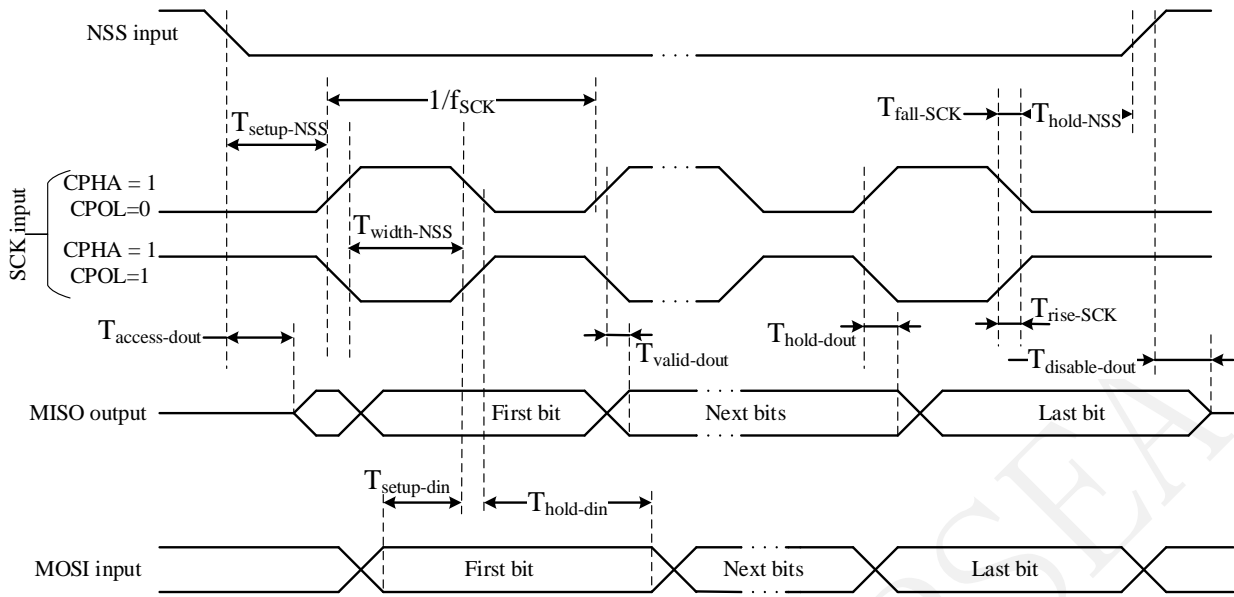 NSS input
1/fSCK
Tfall-SCK
Thold-NSS
Tsetup-NSS
SCK input
CPHA = 1
CPOL=0
Twidth-NSS
CPHA = 1
CPOL=1
Taccess-dout
Tvalid-dout
Thold-dout
Trise-SCK
Tdisable-dout
MISO output
First bit
Next bits
Last bit
Tsetup-din
Thold-din
MOSI input
First bit
Next bits
Last bit